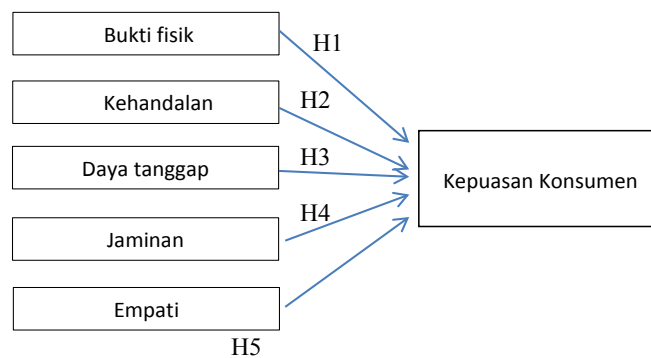 Bukti fisik
H1
Kehandalan
H2
Daya tanggap
H3
Kepuasan Konsumen
Jaminan
H4
Empati
H5